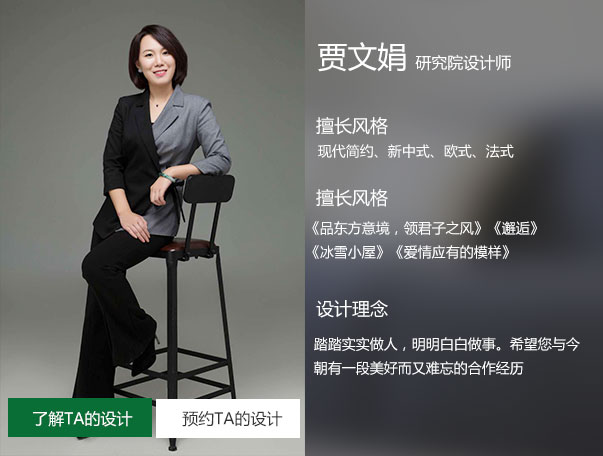 贾文娟 研究院设计师
擅长风格
现代简约、新中式、欧式、法式
擅长风格
《品东方意境，领君子之风》《邂逅》
《冰雪小屋》《爱情应有的模样》
设计理念
踏踏实实做人，明明白白做事。希望您与今
朝有一段美好而又难忘的合作经历
了解TA的设计 预约TA的设计